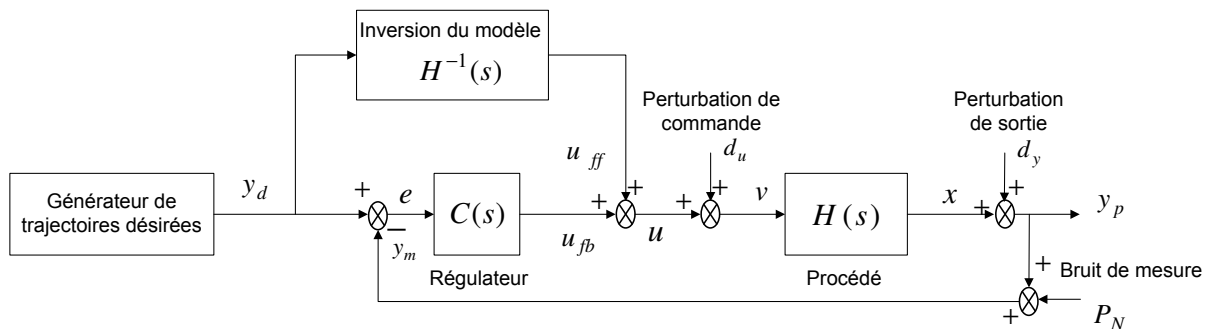 Inversion du modèle
H⁻¹(s)
Perturbation de
commande
d_u
Perturbation
de sortie
d_y
u_ff
Générateur de
trajectoires désirées
y_d
+
e
−
y_m
C(s)
Régulateur
+
+
u_fb
u
+
+
v
H(s)
Procédé
x
+
+
y_p
+
Bruit de mesure
+
P_N